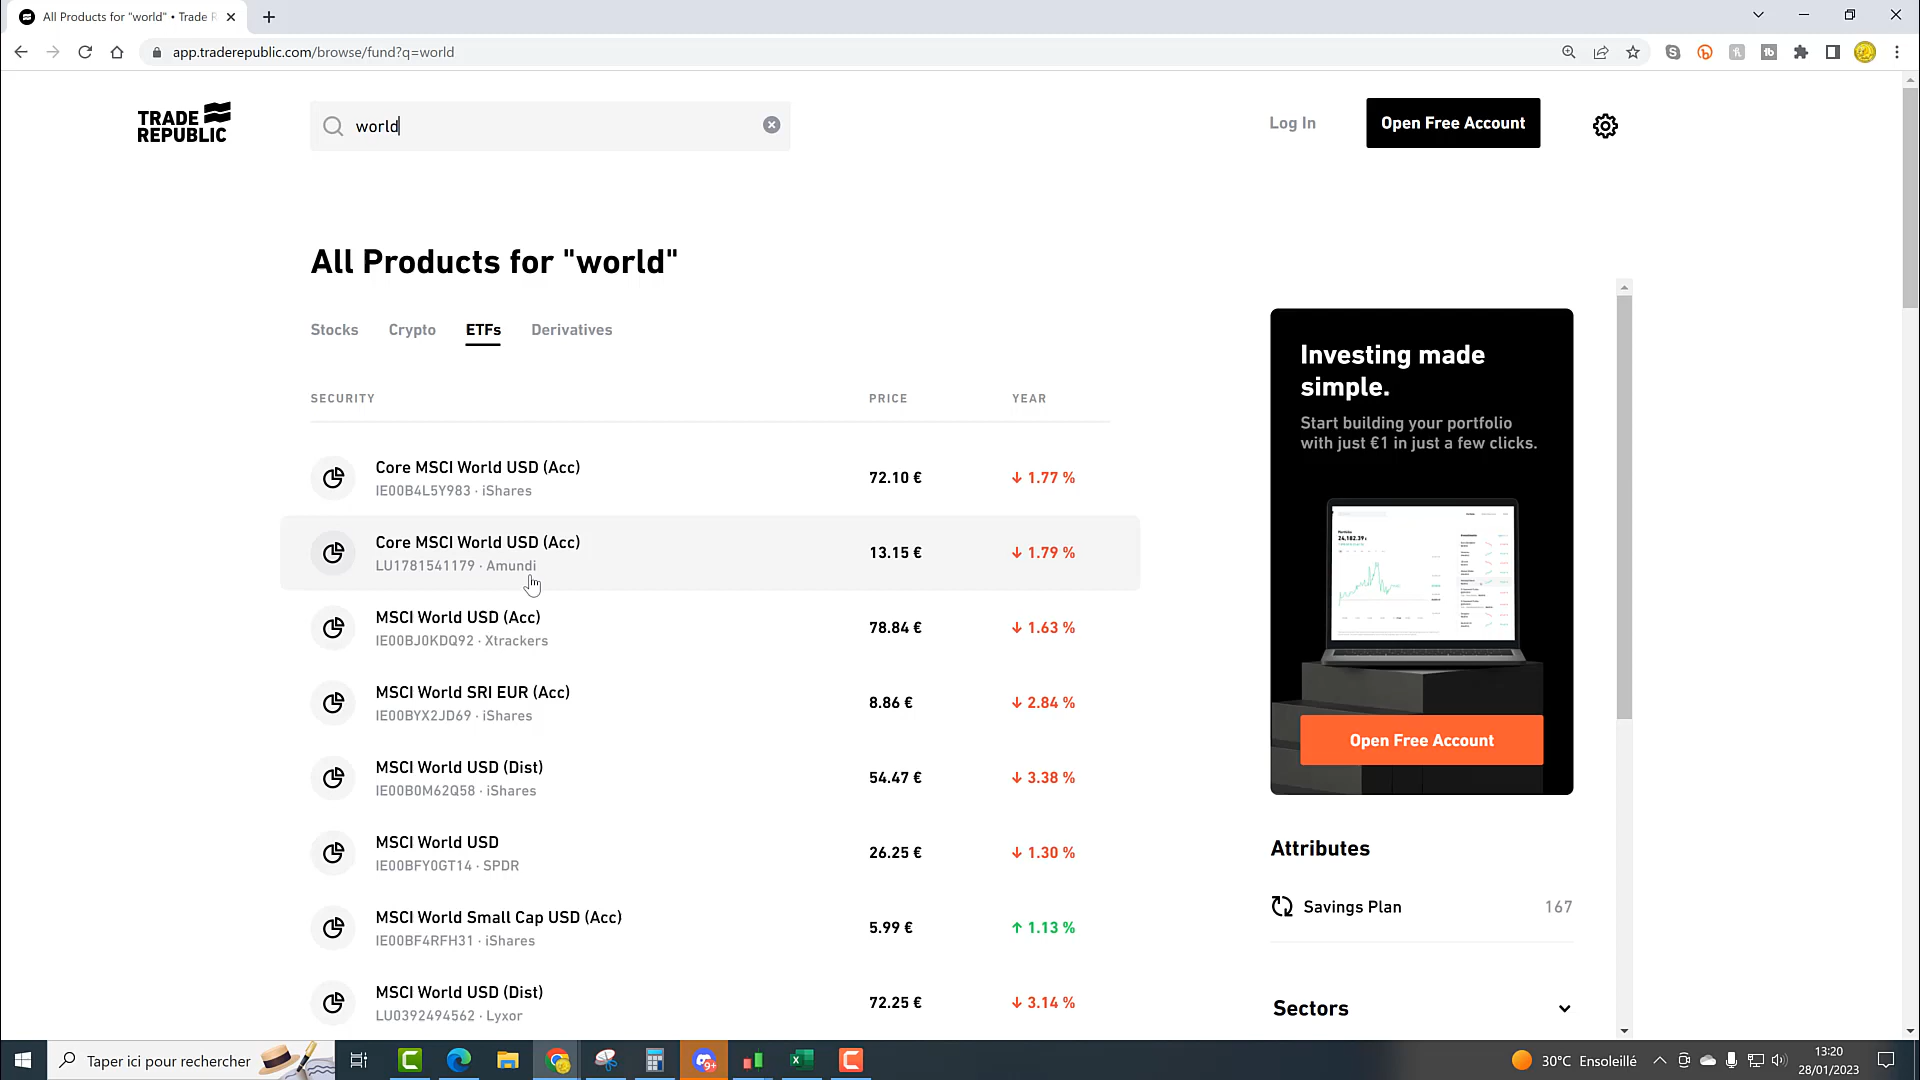 All Products for "world" • Trade R
app.traderepublic.com/browse/fund?q=world
TRADE REPUBLIC
world
Log In
Open Free Account
All Products for "world"
Stocks Crypto ETFs Derivatives
SECURITY PRICE YEAR
Core MSCI World USD (Acc)
IE00B4L5Y983 · iShares
72.10 € ↓ 1.77 %
Core MSCI World USD (Acc)
LU1781541179 · Amundi
13.15 € ↓ 1.79 %
MSCI World USD (Acc)
IE00BJ0KDQ92 · Xtrackers
78.84 € ↓ 1.63 %
MSCI World SRI EUR (Acc)
IE00BYX2JD69 · iShares
8.86 € ↓ 2.84 %
MSCI World USD (Dist)
IE00B0M62Q58 · iShares
54.47 € ↓ 3.38 %
MSCI World USD
IE00BFY0GT14 · SPDR
26.25 € ↓ 1.30 %
MSCI World Small Cap USD (Acc)
IE00BF4RFH31 · iShares
5.99 € ↑ 1.13 %
MSCI World USD (Dist)
LU0392494562 · Lyxor
72.25 € ↓ 3.14 %
Investing made
simple.
Start building your portfolio
with just €1 in just a few clicks.
24,182.39
Open Free Account
Attributes
Savings Plan 167
Sectors
Taper ici pour rechercher
9+
30°C Ensoleillé
13:20
28/01/2023